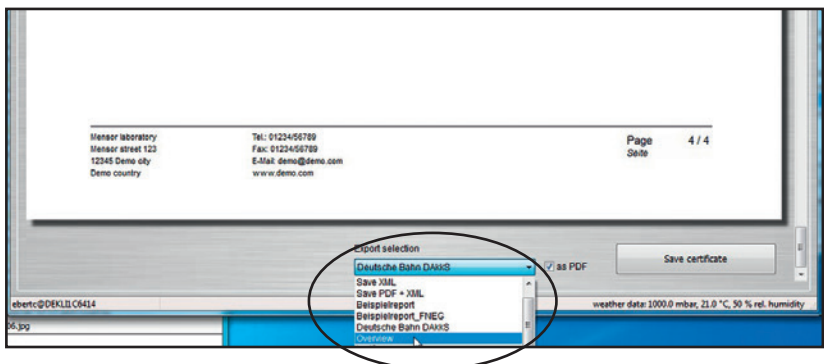 Mensor laboratory
Mensor street 123
12345 Demo city
Demo country
Tel.: 01234/56789
Fax: 01234/56789
E-Mail: demo@demo.com
www.demo.com
Page 4 / 4
Seite
Export selection
Deutsche Bahn DAkkS
as PDF
Save certificate
Save XML
Save PDF + XML
Beispielreport
Beispielreport_FNEG
Deutsche Bahn DAkkS
Overview
ebertc@DEKLI1C6414
weather data: 1000.0 mbar, 21.0 °C, 50 % rel. humidity
06.jpg